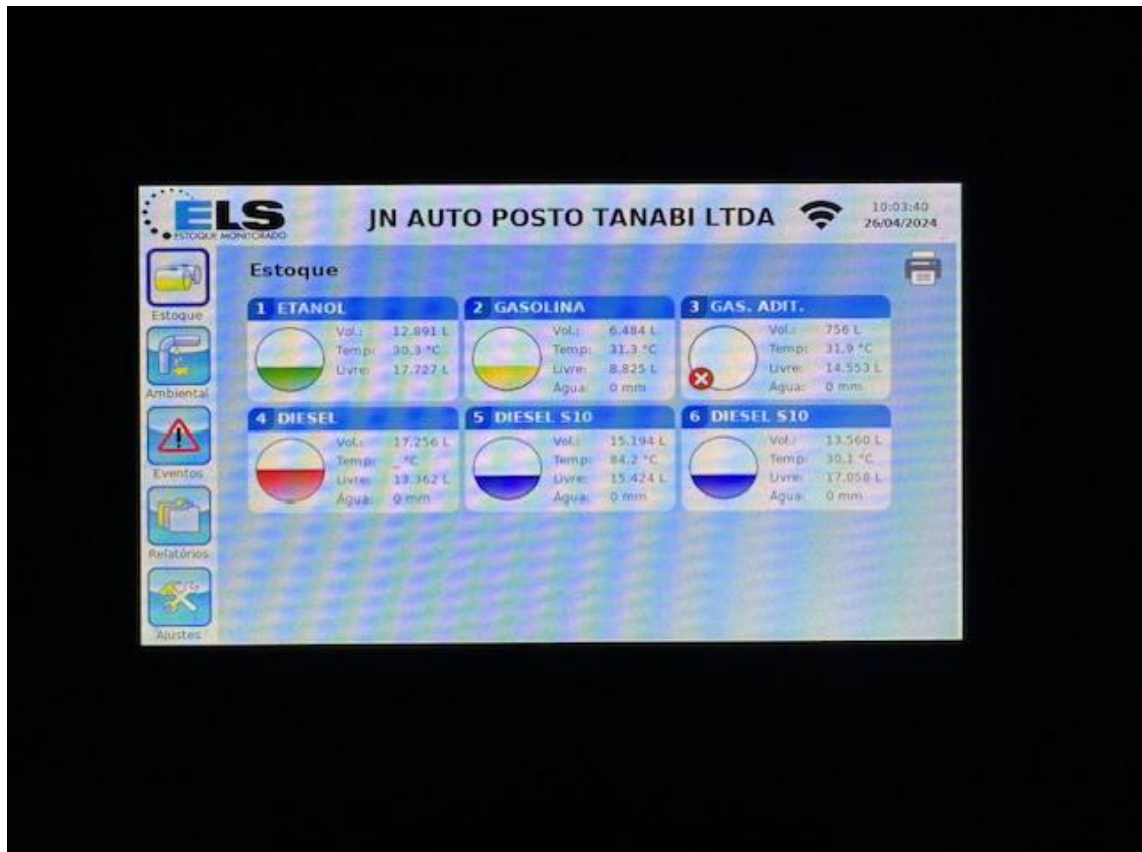 ELS
ESTOQUE MONITORADO
JN AUTO POSTO TANABI LTDA
10:03:40
26/04/2024
Estoque
Estoque
Ambiental
Eventos
Relatórios
Ajustes
1 ETANOL
Vol.: 12.891 L
Temp: 30.3 °C
Livre: 17.727 L
2 GASOLINA
Vol.: 6.484 L
Temp: 31.3 °C
Livre: 8.825 L
Água: 0 mm
3 GAS. ADIT.
Vol.: 756 L
Temp: 31.9 °C
Livre: 14.553 L
Água: 0 mm
4 DIESEL
Vol.: 17.256 L
Temp: _ °C
Livre: 13.362 L
Água: 0 mm
5 DIESEL S10
Vol.: 15.194 L
Temp: 84.2 °C
Livre: 15.424 L
Água: 0 mm
6 DIESEL S10
Vol.: 13.560 L
Temp: 30.1 °C
Livre: 17.058 L
Água: 0 mm